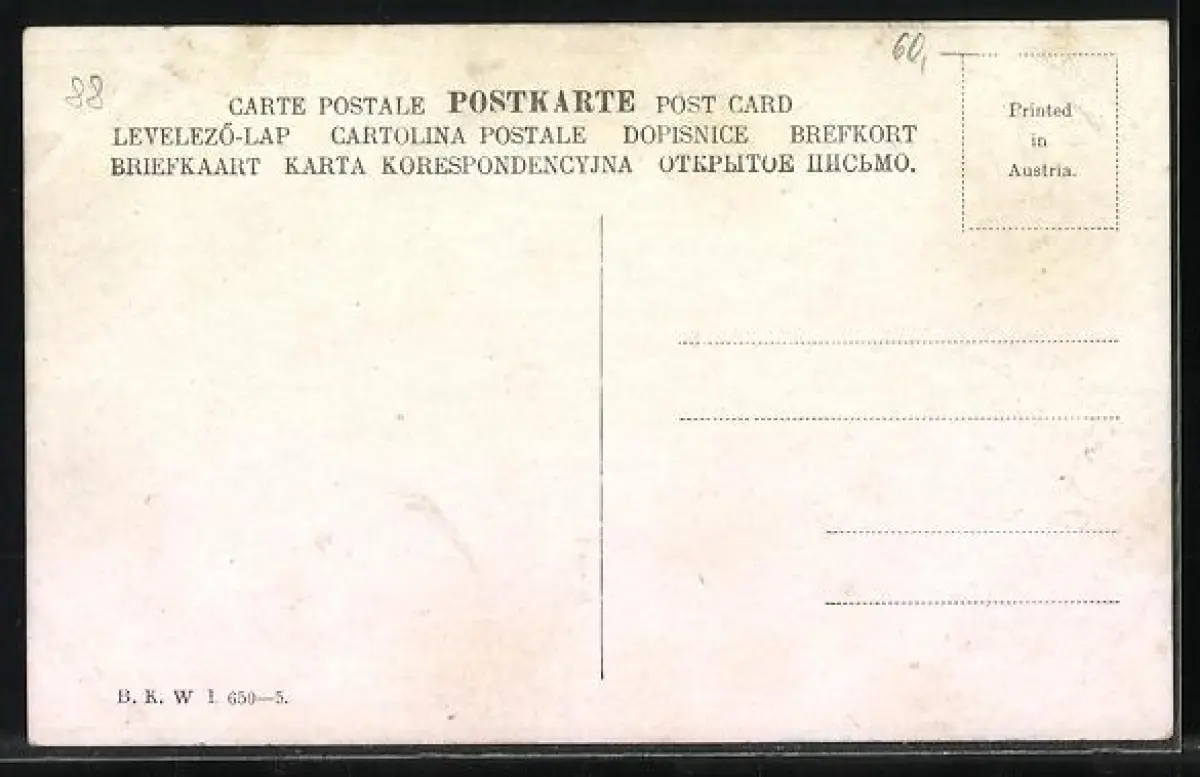 60,
88
CARTE POSTALE POSTKARTE POST CARD
LEVELEZŐ-LAP CARTOLINA POSTALE DOPISNICE BREFKORT
BRIEFKAART KARTA KORESPONDENCYJNA ОТКРЫТОЕ ПИСЬМО.
Printed
in
Austria.
B. K. W I. 650—5.